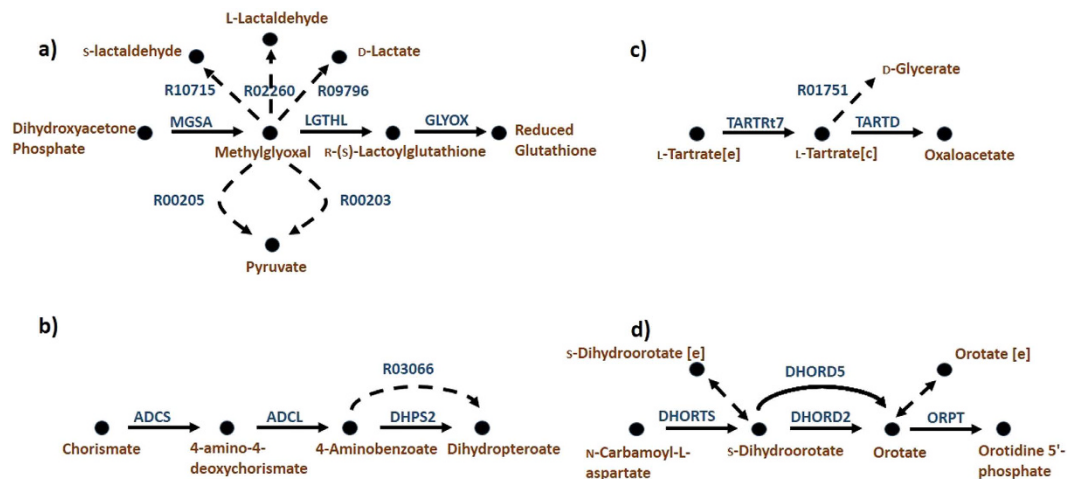 a)
L-Lactaldehyde
S-lactaldehyde
D-Lactate
R10715
R02260
R09796
Dihydroxyacetone
Phosphate
MGSA
LGTHL
GLYOX
Methylglyoxal
R-(S)-Lactoylglutathione
Reduced
Glutathione
R00205
R00203
Pyruvate
c)
D-Glycerate
R01751
TARTRt7
TARTD
L-Tartrate[e]
L-Tartrate[c]
Oxaloacetate
b)
R03066
ADCS
ADCL
DHPS2
Chorismate
4-amino-4-
deoxychorismate
4-Aminobenzoate
Dihydropteroate
d)
S-Dihydroorotate [e]
Orotate [e]
DHORD5
DHORTS
DHORD2
ORPT
N-Carbamoyl-L-
aspartate
S-Dihydroorotate
Orotate
Orotidine 5'-
phosphate